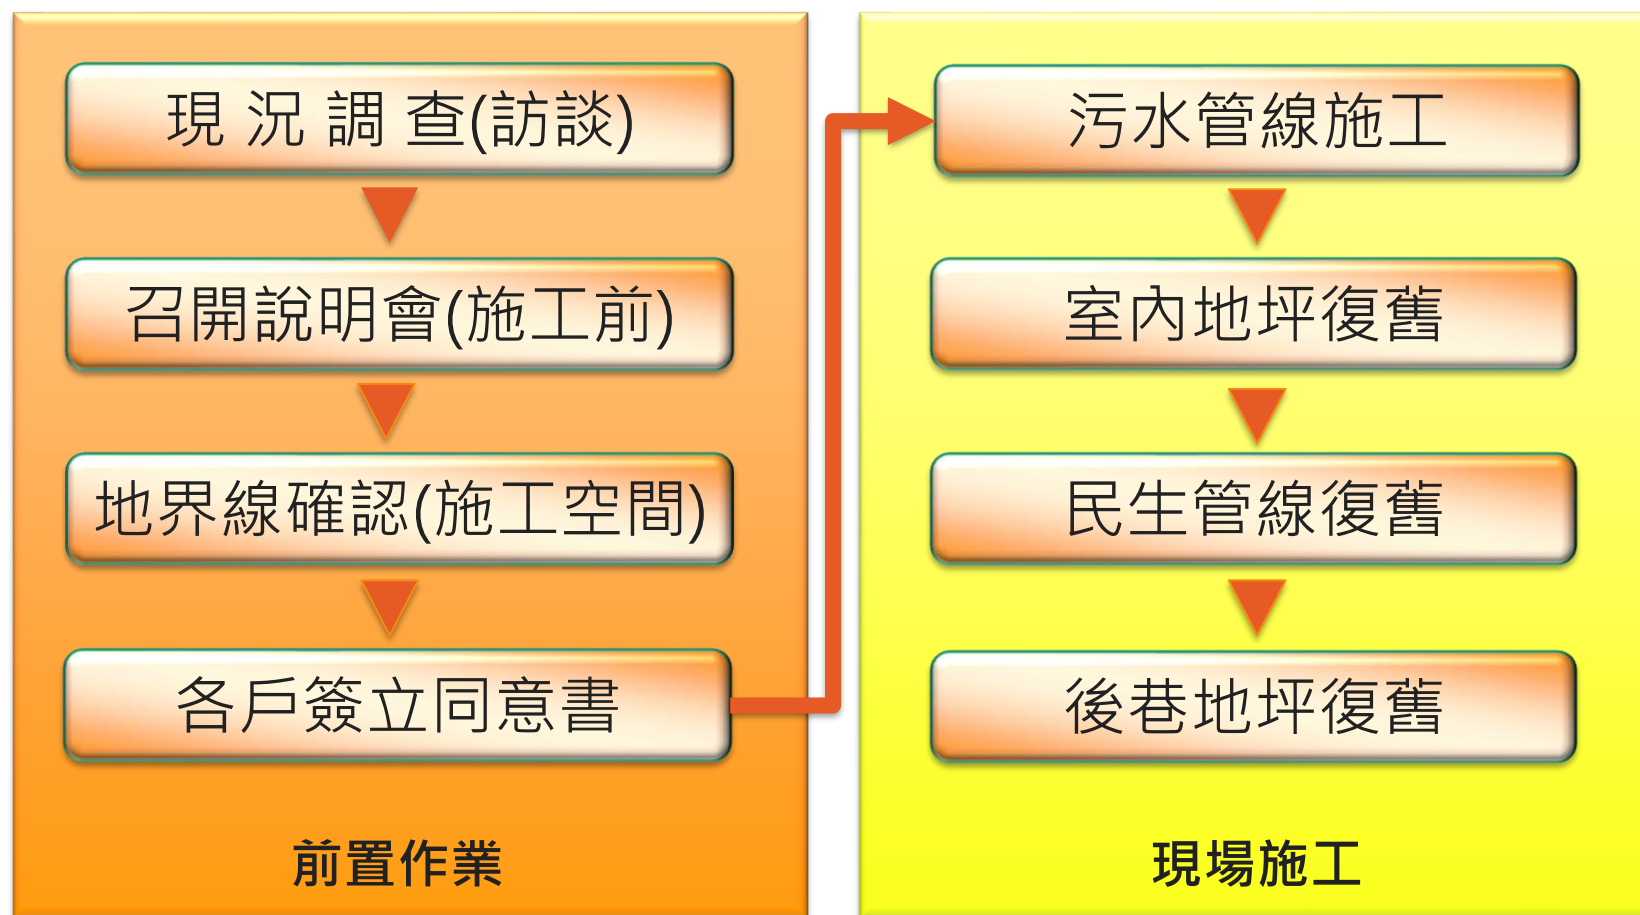 現 況 調 查(訪談)
召開說明會(施工前)
地界線確認(施工空間)
各戶簽立同意書
前置作業
污水管線施工
室內地坪復舊
民生管線復舊
後巷地坪復舊
現場施工